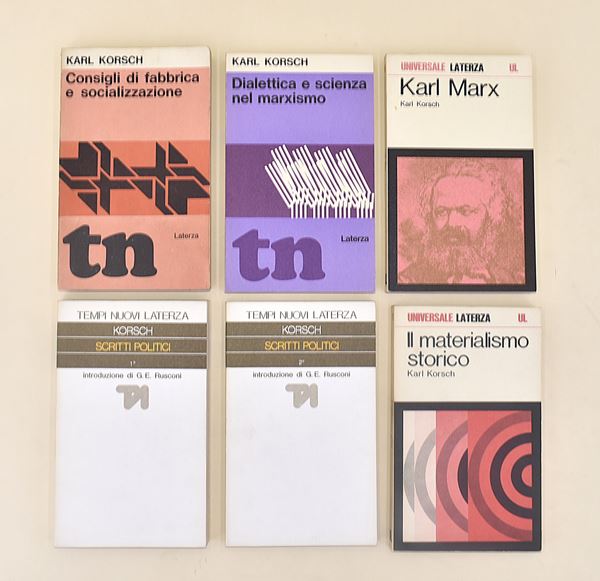 KARL KORSCH
Consigli di fabbrica
e socializzazione
tn
Laterza
KARL KORSCH
Dialettica e scienza
nel marxismo
tn
Laterza
UNIVERSALE LATERZA UL
Karl Marx
Karl Korsch
TEMPI NUOVI LATERZA
KORSCH
SCRITTI POLITICI
1°
introduzione di G. E. Rusconi
TEMPI NUOVI LATERZA
KORSCH
SCRITTI POLITICI
2°
introduzione di G. E. Rusconi
UNIVERSALE LATERZA UL
Il materialismo
storico
Karl Korsch